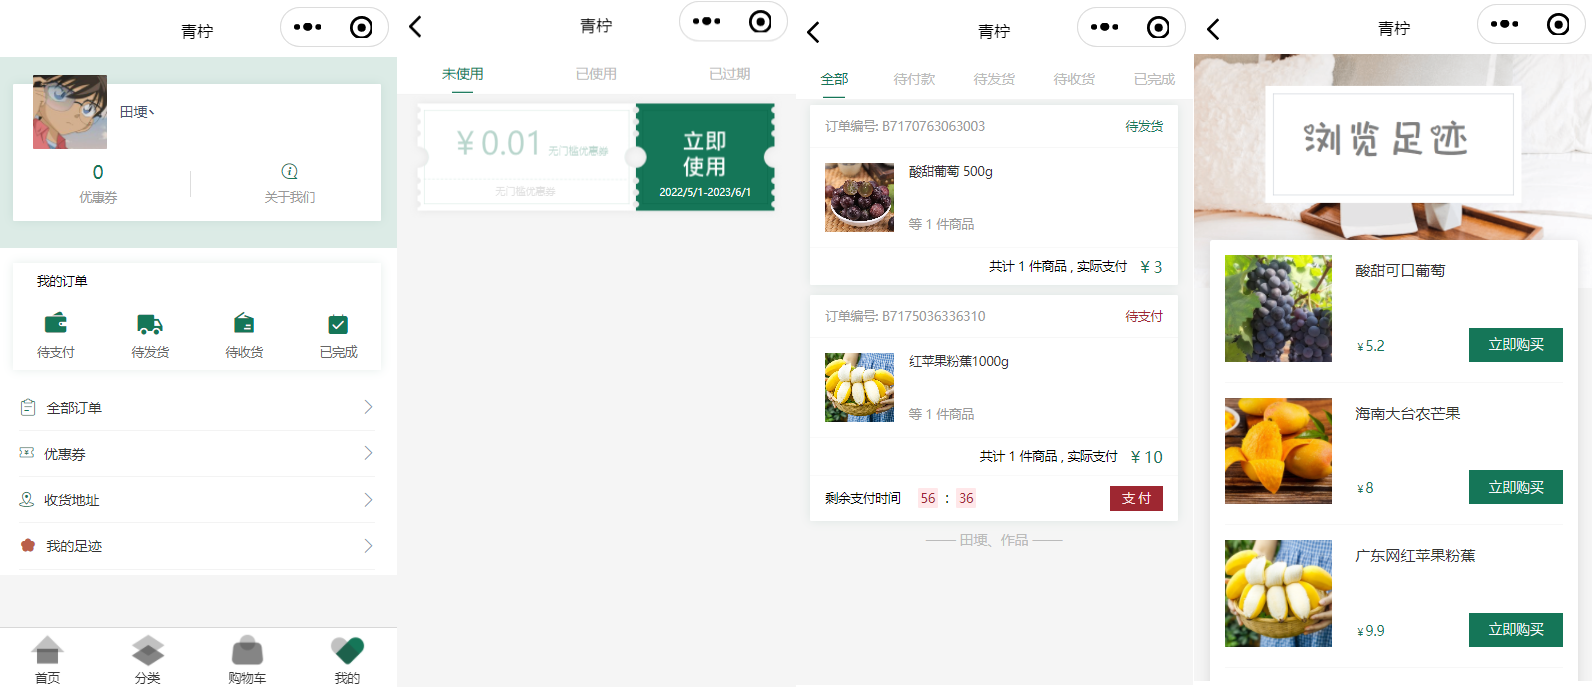 青柠
田埂丶
0
优惠券
关于我们
我的订单
待支付
待发货
待收货
已完成
全部订单
优惠券
收货地址
我的足迹
首页
分类
购物车
我的
青柠
未使用
已使用
已过期
¥ 0.01 无门槛优惠券
无门槛优惠券
立即
使用
2022/5/1-2023/6/1
青柠
全部
待付款
待发货
待收货
已完成
订单编号: B7170763063003
待发货
酸甜葡萄 500g
等 1 件商品
共计 1 件商品 , 实际支付 ¥ 3
订单编号: B7175036336310
待支付
红苹果粉蕉1000g
等 1 件商品
共计 1 件商品 , 实际支付 ¥ 10
剩余支付时间 56 : 36
支 付
田埂、作品
青柠
浏览足迹
酸甜可口葡萄
¥5.2
立即购买
海南大台农芒果
¥8
立即购买
广东网红苹果粉蕉
¥9.9
立即购买